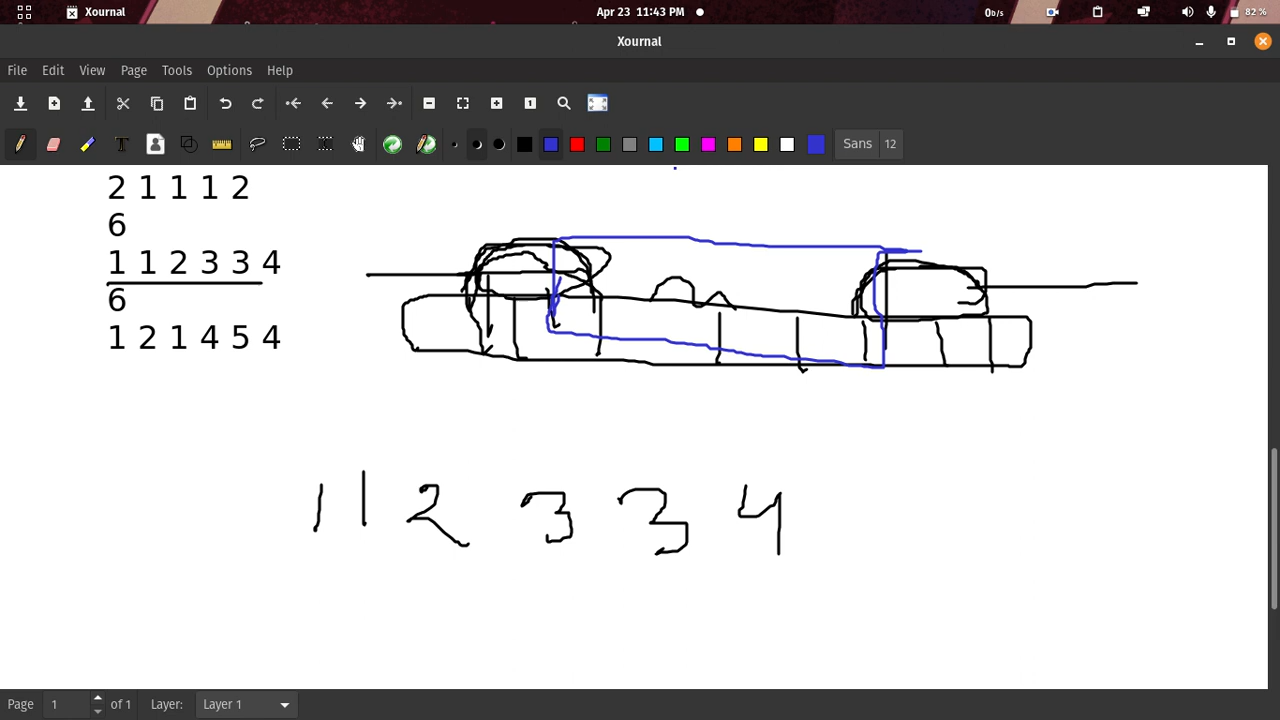 Xournal
Apr 23 11:43 PM
0b/s
82 %
Xournal
File Edit View Page Tools Options Help
Sans 12
2 1 1 1 2
6
1 1 2 3 3 4
6
1 2 1 4 5 4
1 1 2 3 3 4
Page 1 of 1 Layer: Layer 1